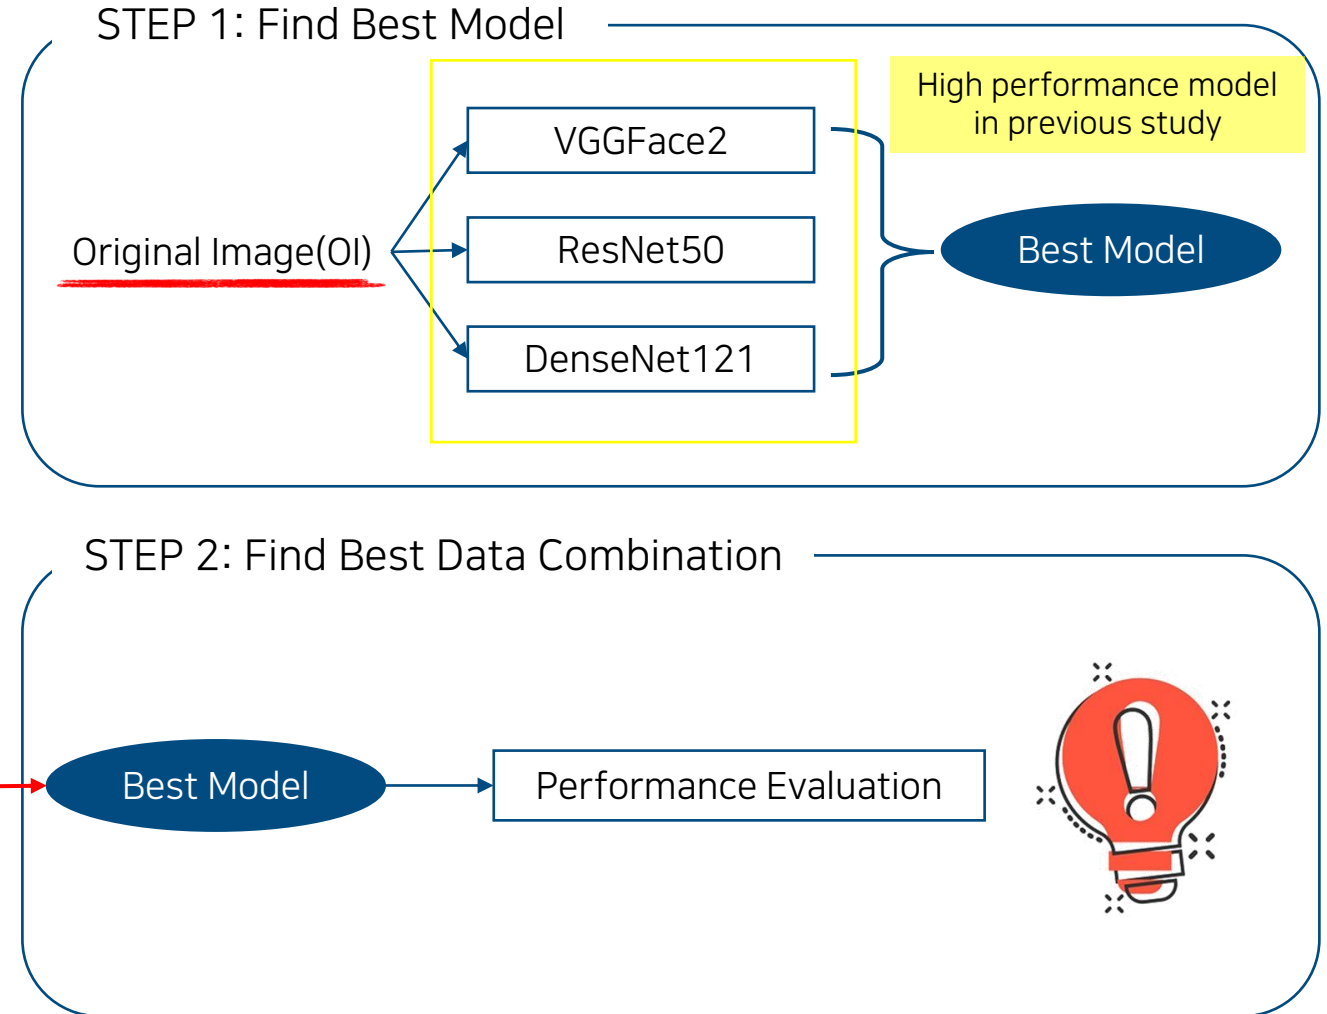 STEP 1: Find Best Model
High performance model
in previous study
VGGFace2
Original Image(OI)
ResNet50
Best Model
DenseNet121
STEP 2: Find Best Data Combination
Best Model
Performance Evaluation